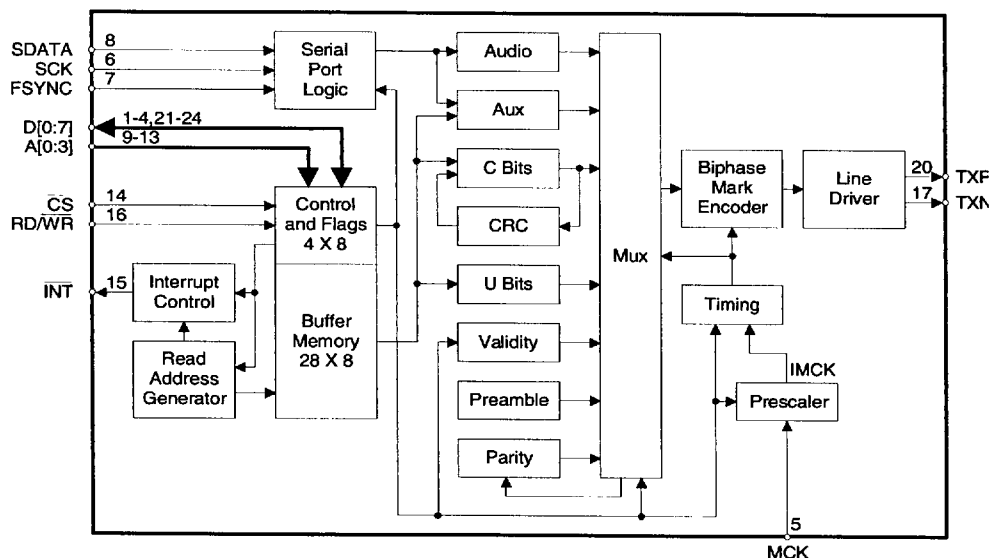 SDATA 8
SCK 6
FSYNC 7
D[0:7] 1-4,21-24
A[0:3] 9-13
CS 14
RD/WR 16
INT 15
Serial
Port
Logic
Control
and Flags
4 X 8
Buffer
Memory
28 X 8
Interrupt
Control
Read
Address
Generator
Audio
Aux
C Bits
CRC
U Bits
Validity
Preamble
Parity
Mux
Biphase
Mark
Encoder
Line
Driver
20 TXP
17 TXN
Timing
IMCK
Prescaler
5
MCK